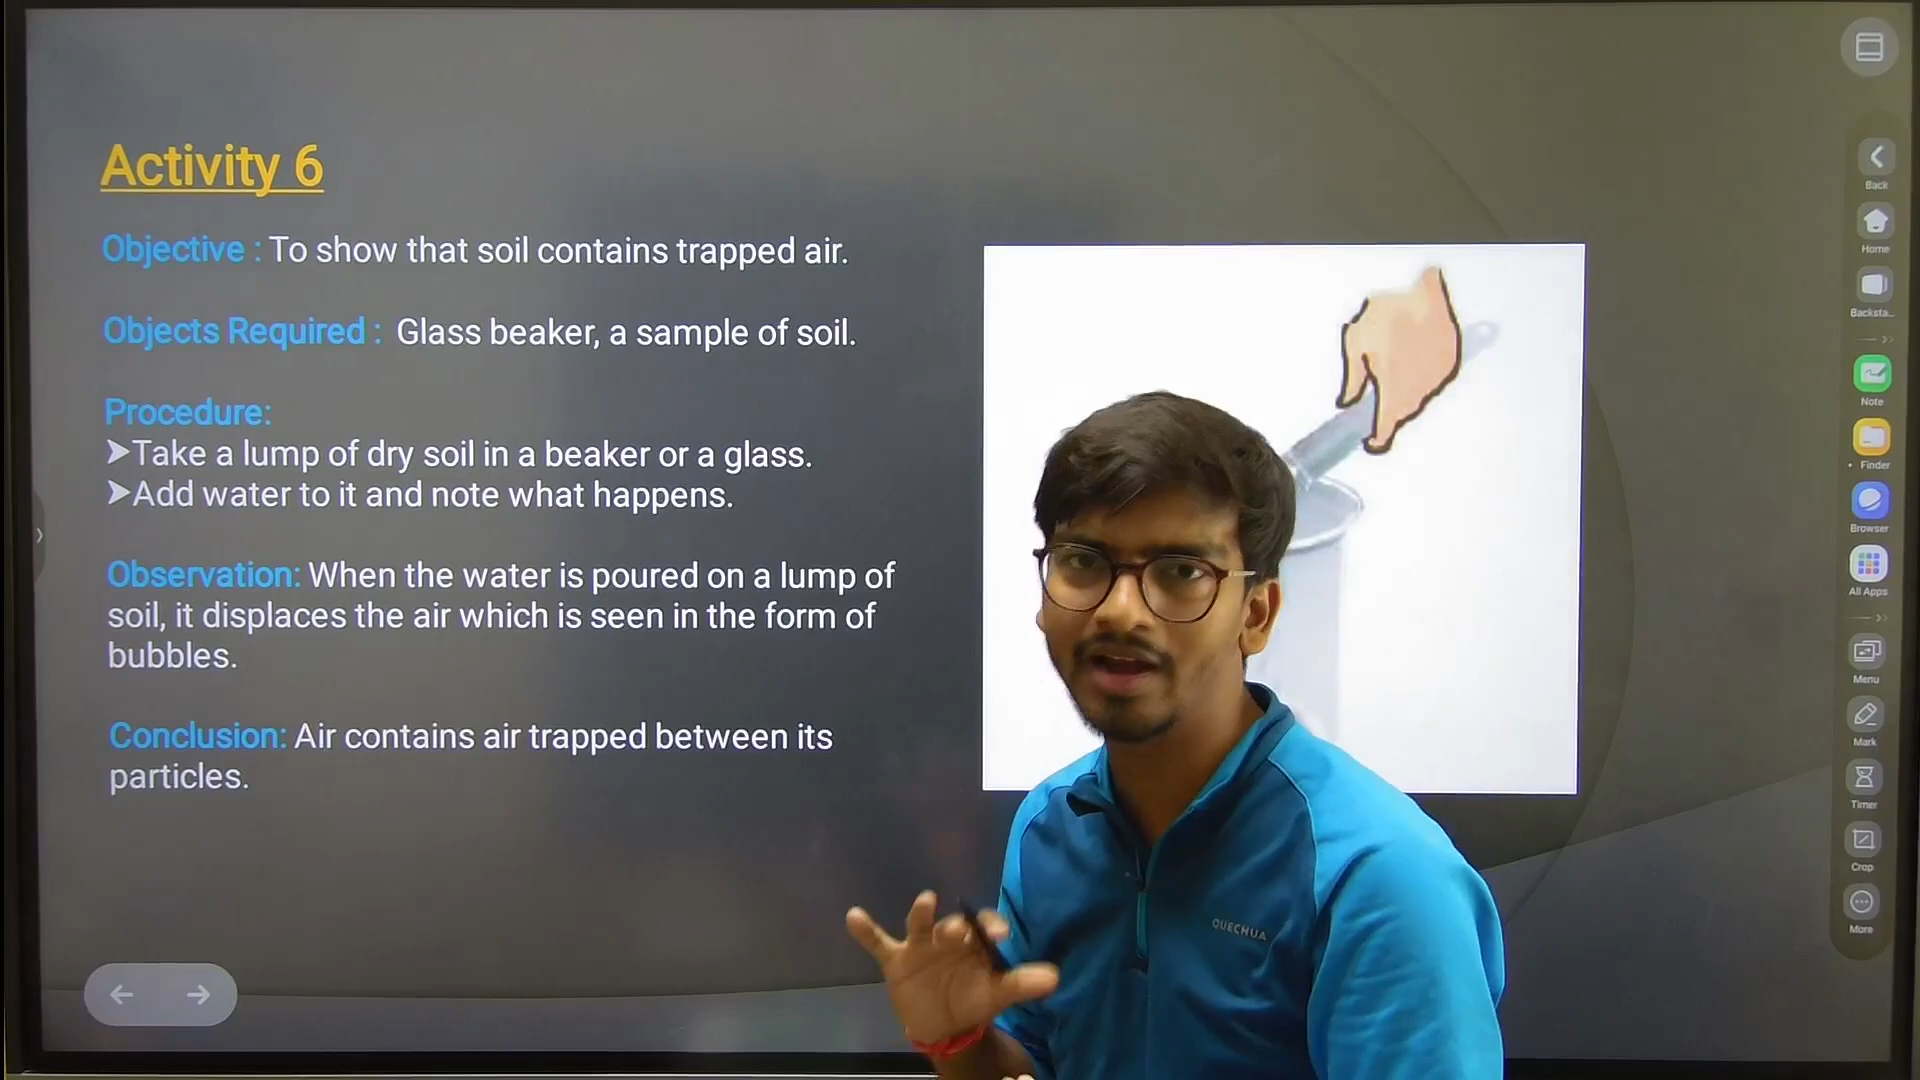 Activity 6
Objective : To show that soil contains trapped air.
Objects Required : Glass beaker, a sample of soil.
Procedure:
➤Take a lump of dry soil in a beaker or a glass.
➤Add water to it and note what happens.
Observation: When the water is poured on a lump of
soil, it displaces the air which is seen in the form of
bubbles.
Conclusion: Air contains air trapped between its
particles.
QUECHUA
Back
Home
Backsta...
Note
Finder
Browser
All Apps
Menu
Mark
Timer
Crop
More